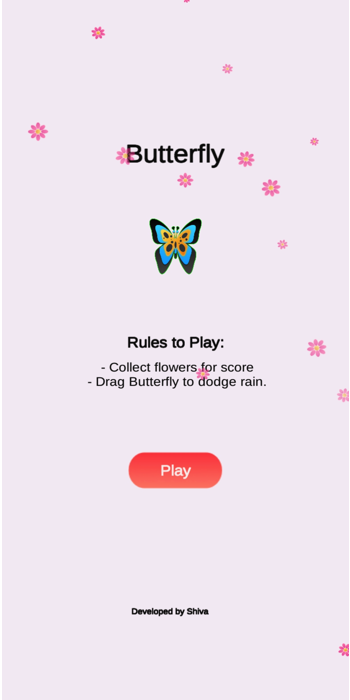 Butterfly
Rules to Play:
- Collect flowers for score
- Drag Butterfly to dodge rain.
Play
Developed by Shiva